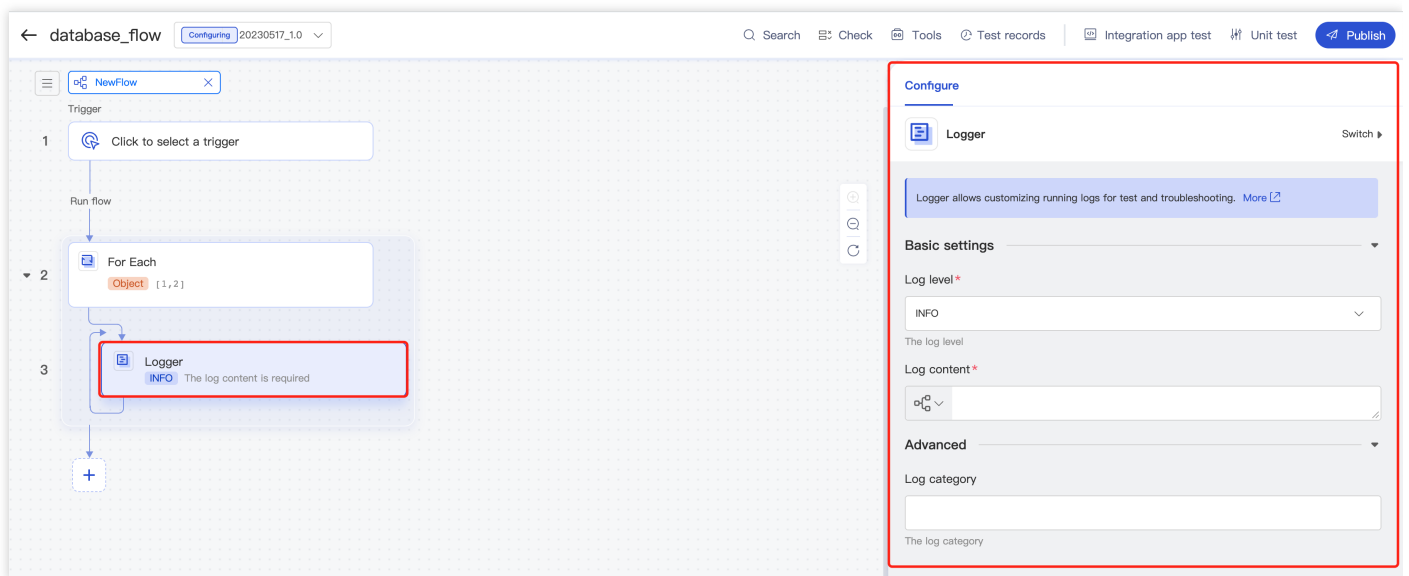 database_flow Configuring 20230517_1.0
Search Check Tools Test records Integration app test Unit test Publish
NewFlow
Trigger
1 Click to select a trigger
Run flow
2 For Each
Object [1,2]
3 Logger
INFO The log content is required
+
Configure
Logger Switch
Logger allows customizing running logs for test and troubleshooting. More
Basic settings
Log level*
INFO
The log level
Log content*
Advanced
Log category
The log category